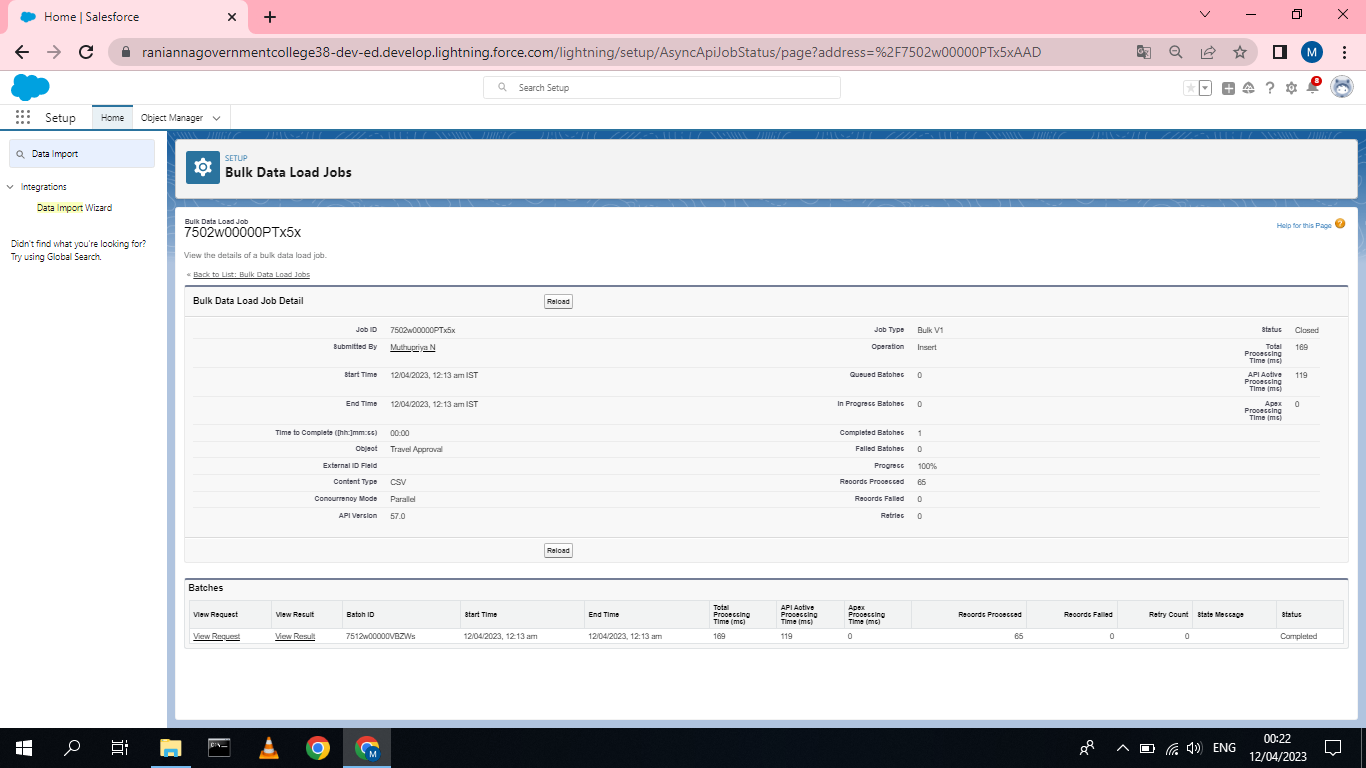 Home | Salesforce
raniannagovernmentcollege38-dev-ed.develop.lightning.force.com/lightning/setup/AsyncApiJobStatus/page?address=%2F7502w00000PTx5xAAD
M
Search Setup
8
Setup
Home
Object Manager
Data Import
Integrations
Data Import Wizard
Didn't find what you're looking for?
Try using Global Search.
SETUP
Bulk Data Load Jobs
Bulk Data Load Job
7502w00000PTx5x
Help for this Page ?
View the details of a bulk data load job.
« Back to List: Bulk Data Load Jobs
Bulk Data Load Job Detail Reload
Job ID 7502w00000PTx5x Job Type Bulk V1 Status Closed
Submitted By Muthupriya N Operation Insert Total Processing Time (ms) 169
Start Time 12/04/2023, 12:13 am IST Queued Batches 0 API Active Processing Time (ms) 119
End Time 12/04/2023, 12:13 am IST In Progress Batches 0 Apex Processing Time (ms) 0
Time to Complete ([hh:]mm:ss) 00:00 Completed Batches 1
Object Travel Approval Failed Batches 0
External ID Field Progress 100%
Content Type CSV Records Processed 65
Concurrency Mode Parallel Records Failed 0
API Version 57.0 Retries 0
Reload
Batches
View Request View Result Batch ID Start Time End Time Total Processing Time (ms) API Active Processing Time (ms) Apex Processing Time (ms) Records Processed Records Failed Retry Count State Message Status
View Request View Result 7512w00000VBZWs 12/04/2023, 12:13 am 12/04/2023, 12:13 am 169 119 0 65 0 0 Completed
M
ENG
00:22
12/04/2023